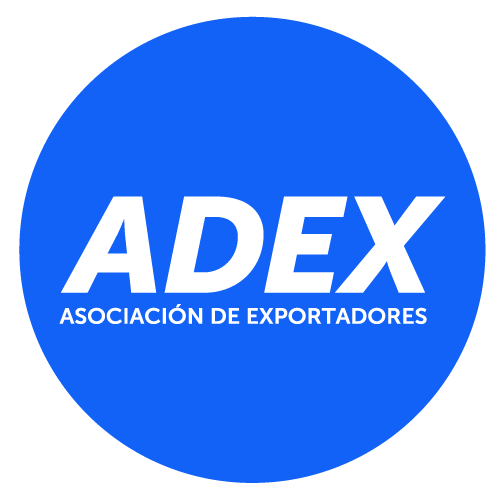 ADEX
ASOCIACIÓN DE EXPORTADORES